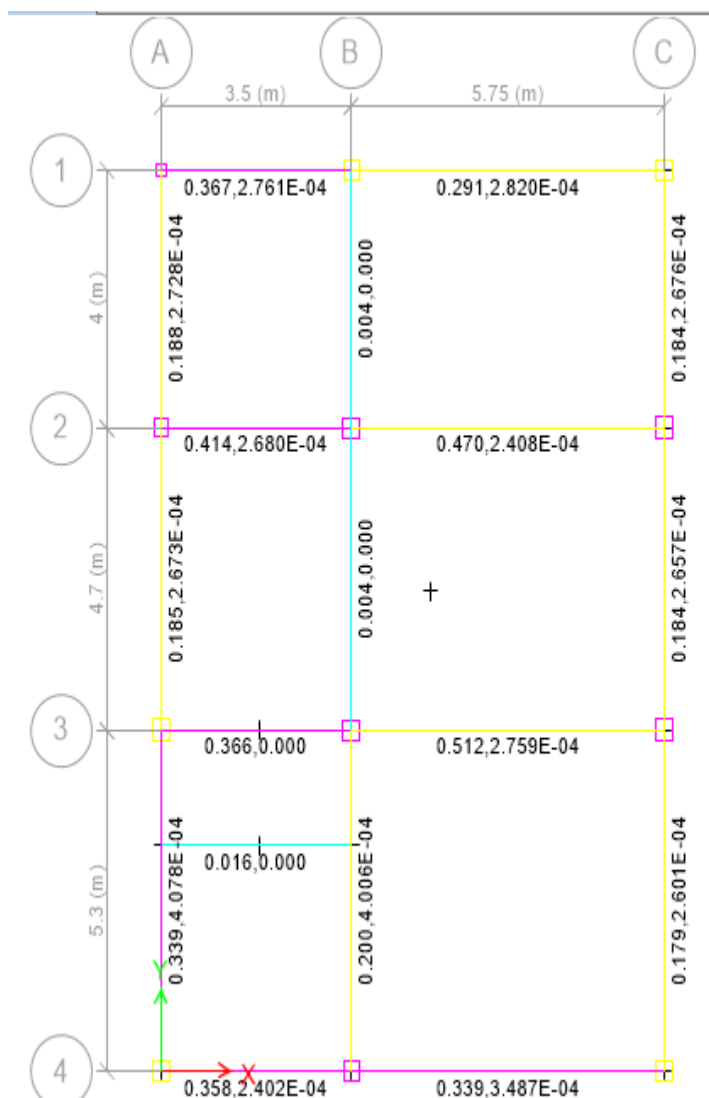 A B C
3.5 (m) 5.75 (m)
1
0.367,2.761E-04 0.291,2.820E-04
4 (m)
0.188,2.728E-04
0.004,0.000
0.184,2.676E-04
2
0.414,2.680E-04 0.470,2.408E-04
4.7 (m)
0.185,2.673E-04
0.004,0.000
0.184,2.657E-04
3
0.366,0.000 0.512,2.759E-04
5.3 (m)
0.339,4.078E-04
0.016,0.000
0.200,4.006E-04
0.179,2.601E-04
Y
X
4
0.358,2.402E-04 0.339,3.487E-04